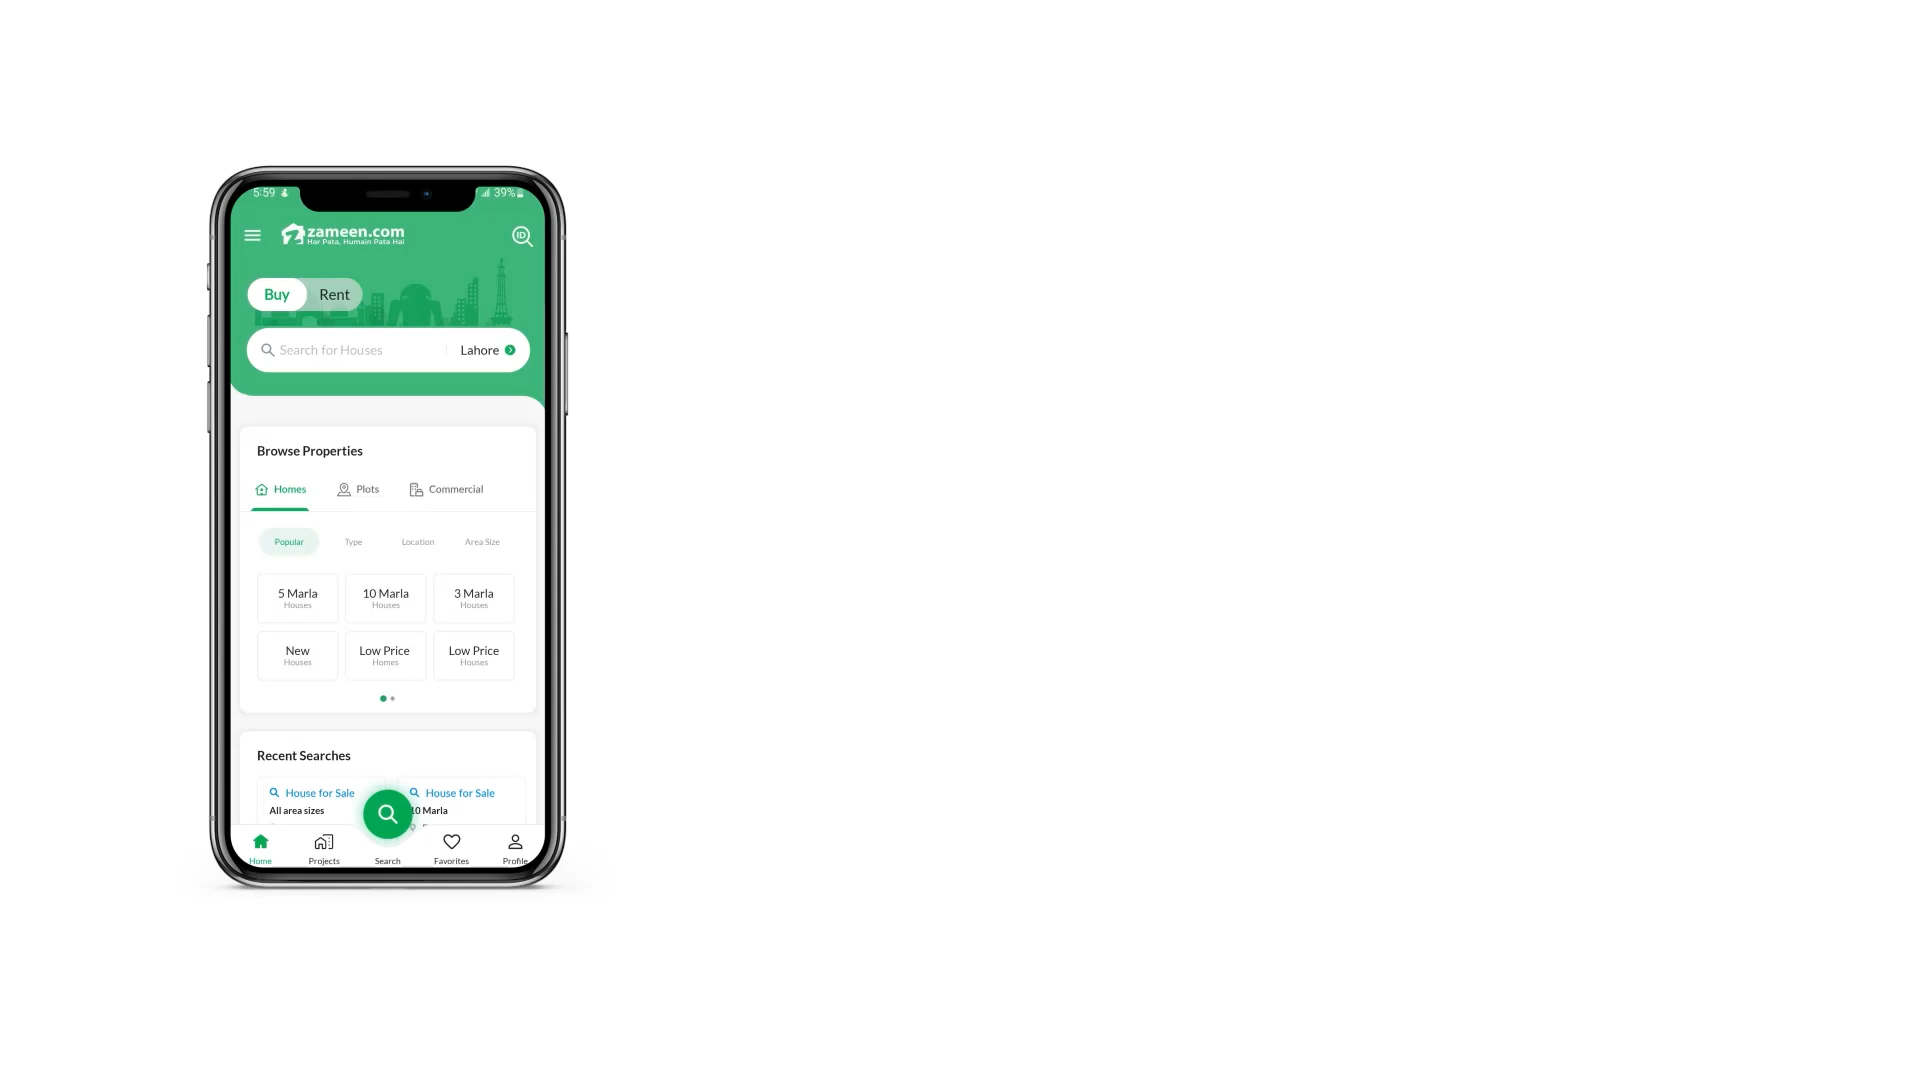 5:59
39%
zameen.com
Har Pata, Humain Pata Hai
ID
Buy Rent
Search for Houses Lahore
Browse Properties
Homes Plots Commercial
Popular Type Location Area Size
5 Marla 10 Marla 3 Marla
Houses Houses Houses
New Low Price Low Price
Houses Homes Houses
Recent Searches
House for Sale House for Sale
All area sizes 10 Marla
Home Projects Search Favorites Profile